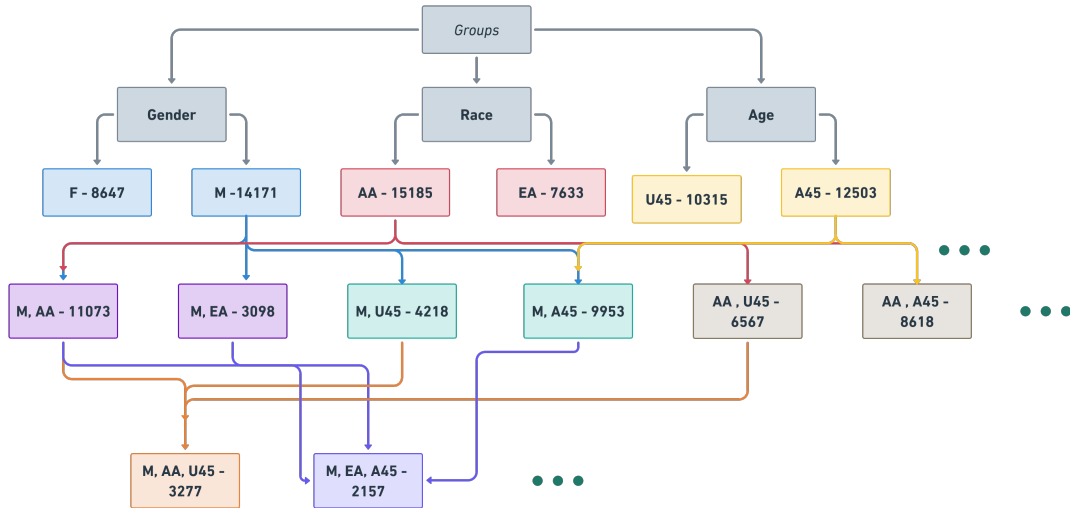 Groups
Gender
Race
Age
F - 8647
M -14171
AA - 15185
EA - 7633
U45 - 10315
A45 - 12503
M, AA - 11073
M, EA - 3098
M, U45 - 4218
M, A45 - 9953
AA , U45 -
6567
AA , A45 -
8618
M, AA, U45 -
3277
M, EA, A45 -
2157